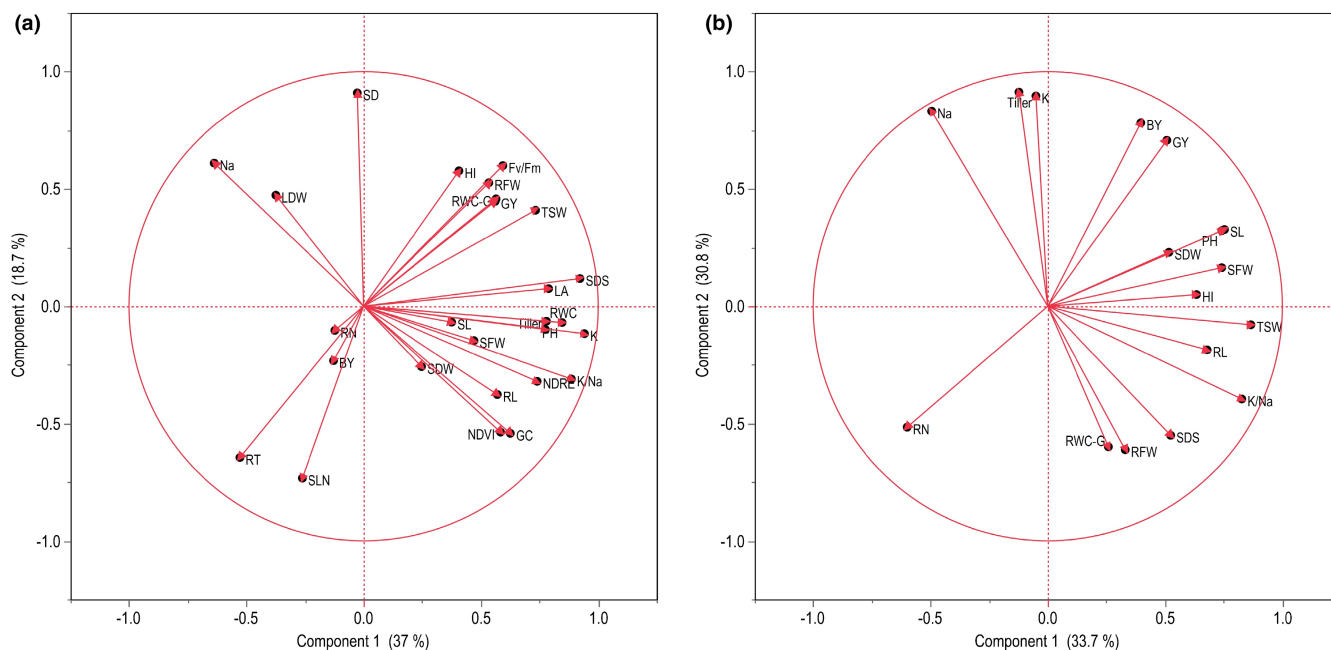 (a)
1.0
0.5
0.0
-0.5
-1.0
Component 2 (18.7 %)
SD
Na
LDW
HI
Fv/Fm
RFW
RWC-G
GY
TSW
SDS
LA
RWC
Tiller
SL
PH
K
RN
SFW
BY
SDW
NDRE
K/Na
RL
NDVI
GC
RT
SLN
-1.0
-0.5
0.0
0.5
1.0
Component 1 (37 %)
(b)
1.0
0.5
0.0
-0.5
-1.0
Component 2 (30.8 %)
Na
Tiller
K
BY
GY
SL
PH
SDW
SFW
HI
TSW
RL
K/Na
RN
RWC-G
RFW
SDS
-1.0
-0.5
0.0
0.5
1.0
Component 1 (33.7 %)